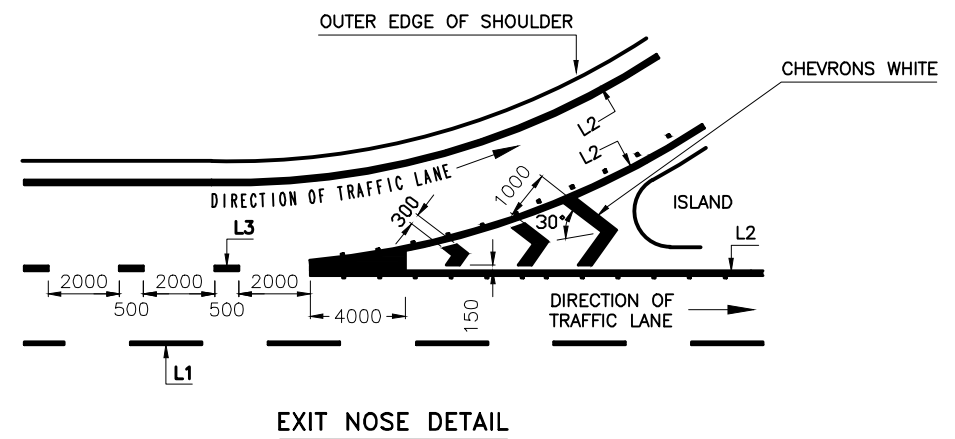 OUTER EDGE OF SHOULDER
CHEVRONS WHITE
L2
L2
DIRECTION OF TRAFFIC LANE
1000
300
30°
ISLAND
L3
L2
2000
2000
2000
500
500
4000
150
DIRECTION OF
TRAFFIC LANE
L1
EXIT NOSE DETAIL